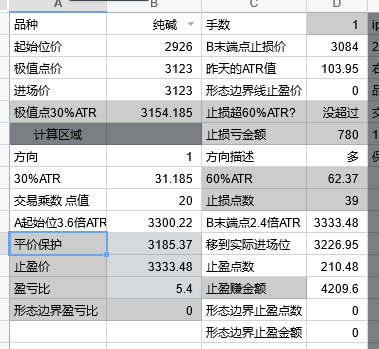 A B C D
品种 纯碱 手数 1
起始位价 2926 B末端点止损价 3084
极值点价 3123 昨天的ATR值 103.95
进场价 3123 形态边界线止盈价 0
极值点30%ATR 3154.185 止损超60%ATR? 没超过
计算区域 止损亏金额 780
方向 1 方向描述 多
30%ATR 31.185 60%ATR 62.37
交易乘数 点值 20 止损点数 39
A起始位3.6倍ATR 3300.22 B末端点2.4倍ATR 3333.48
平价保护 3185.37 移到实际进场位 3226.95
止盈价 3333.48 止盈点数 210.48
盈亏比 5.4 止盈赚金额 4209.6
形态边界盈亏比 0 形态边界止盈点数 0
形态边界止盈金额 0